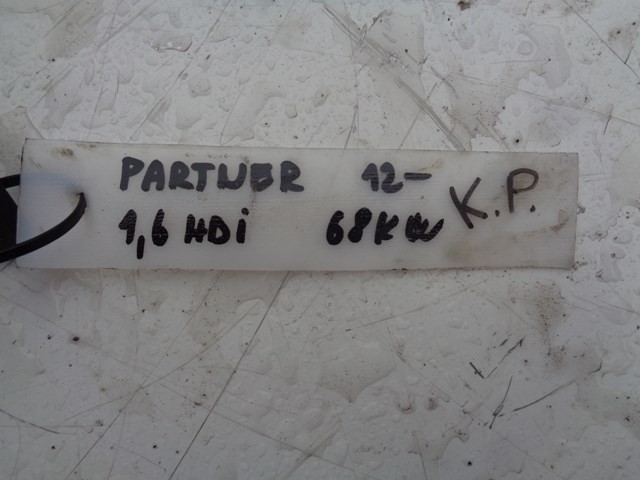 PARTNER 12-
1,6 HDi 68KW K.P.